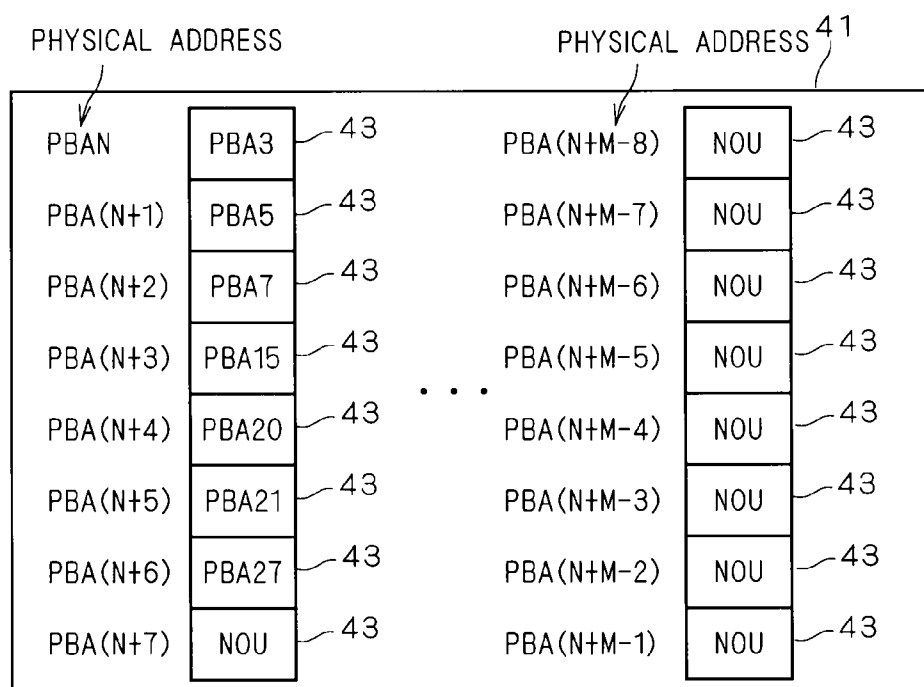 PHYSICAL ADDRESS
PHYSICAL ADDRESS 41
PBAN PBA3 43 PBA(N+M-8) NOU 43
PBA(N+1) PBA5 43 PBA(N+M-7) NOU 43
PBA(N+2) PBA7 43 PBA(N+M-6) NOU 43
PBA(N+3) PBA15 43 PBA(N+M-5) NOU 43
. . .
PBA(N+4) PBA20 43 PBA(N+M-4) NOU 43
PBA(N+5) PBA21 43 PBA(N+M-3) NOU 43
PBA(N+6) PBA27 43 PBA(N+M-2) NOU 43
PBA(N+7) NOU 43 PBA(N+M-1) NOU 43